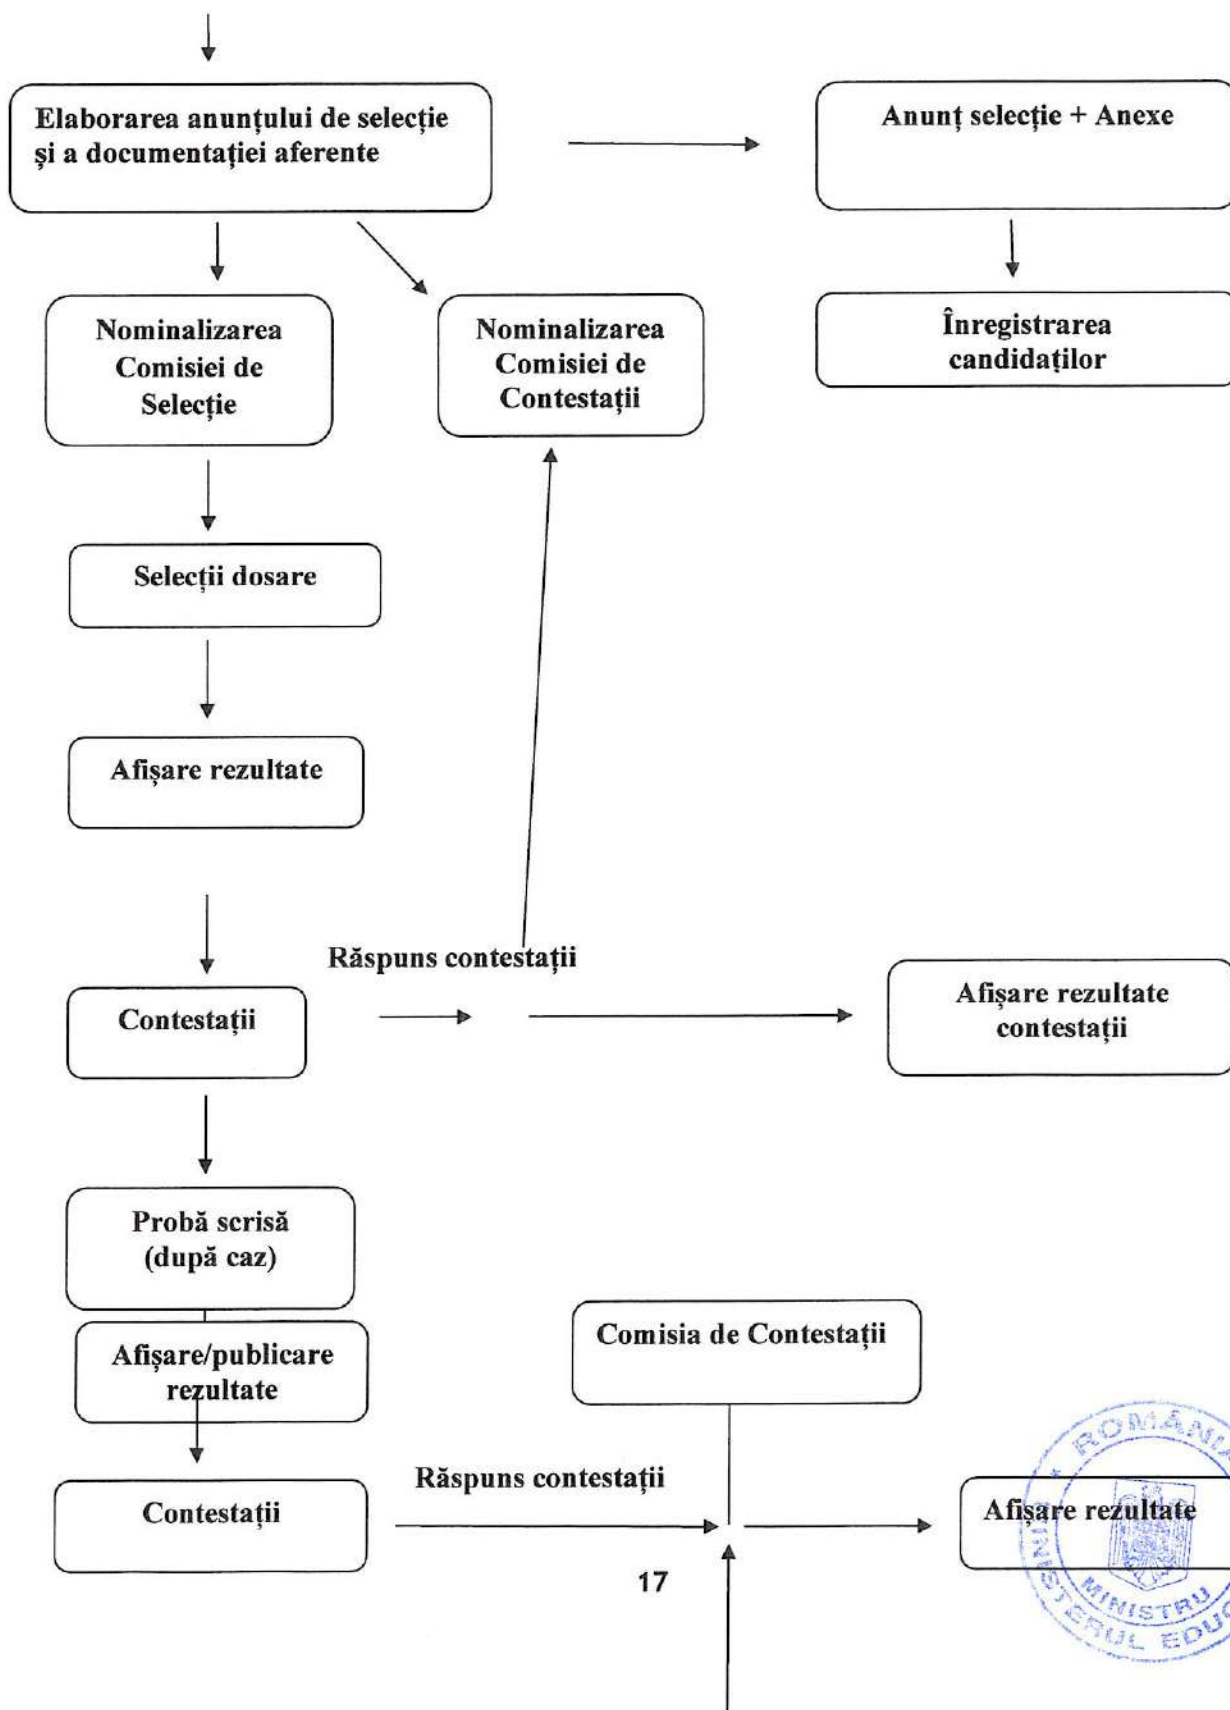 Elaborarea anunțului de selecție
și a documentației aferente
Anunț selecție + Anexe
Nominalizarea
Comisiei de
Selecție
Nominalizarea
Comisiei de
Contestații
Înregistrarea
candidaților
Selecții dosare
Afișare rezultate
Răspuns contestații
Contestații
Afișare rezultate
contestații
Probă scrisă
(după caz)
Afișare/publicare
rezultate
Comisia de Contestații
Răspuns contestații
Contestații
Afișare rezultate
17
ROMÂNIA
MINISTERUL EDUC
MINISTRU